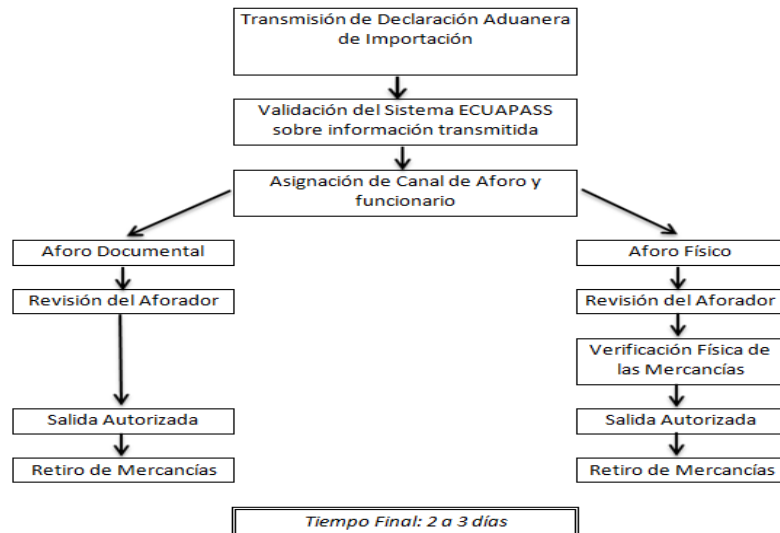 Transmisión de Declaración Aduanera
de Importación
Validación del Sistema ECUAPASS
sobre información transmitida
Asignación de Canal de Aforo y
funcionario
Aforo Documental
Revisión del Aforador
Salida Autorizada
Retiro de Mercancías
Aforo Físico
Revisión del Aforador
Verificación Física de
las Mercancías
Salida Autorizada
Retiro de Mercancías
Tiempo Final: 2 a 3 días